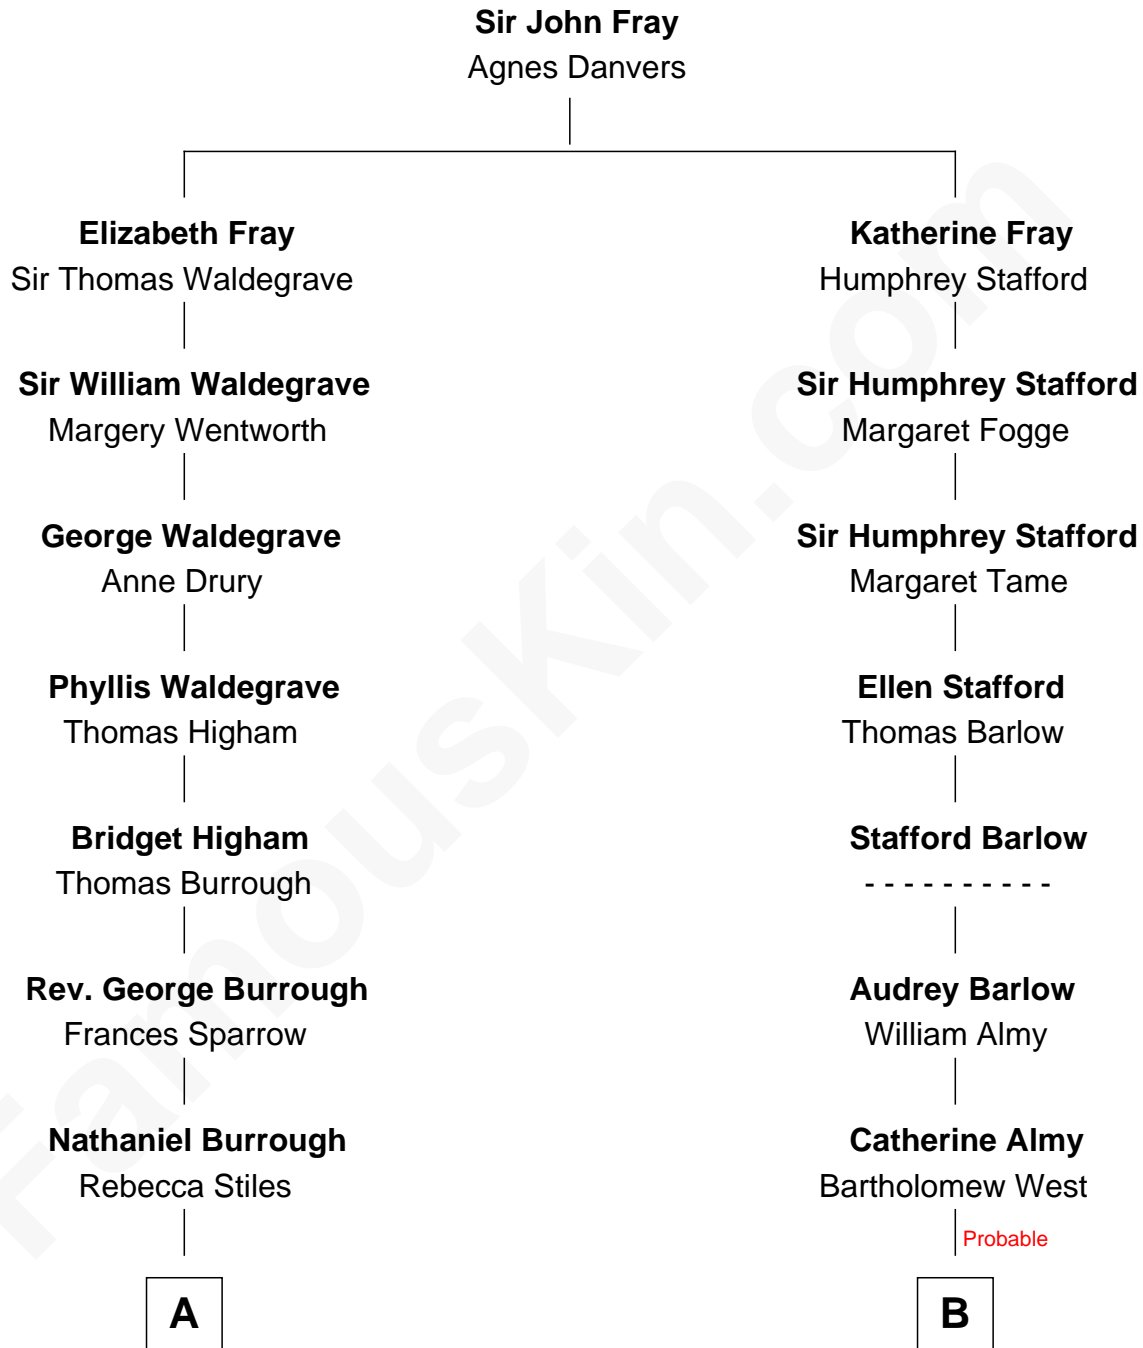 Sir John Fray
Agnes Danvers
Elizabeth Fray
Sir Thomas Waldegrave
Katherine Fray
Humphrey Stafford
Sir William Waldegrave
Margery Wentworth
Sir Humphrey Stafford
Margaret Fogge
George Waldegrave
Anne Drury
Sir Humphrey Stafford
Margaret Tame
Phyllis Waldegrave
Thomas Higham
Ellen Stafford
Thomas Barlow
Bridget Higham
Thomas Burrough
Stafford Barlow
- - - - - - - - - -
Rev. George Burrough
Frances Sparrow
Audrey Barlow
William Almy
Nathaniel Burrough
Rebecca Stiles
Catherine Almy
Bartholomew West
Probable
A
B
FamousKin.com